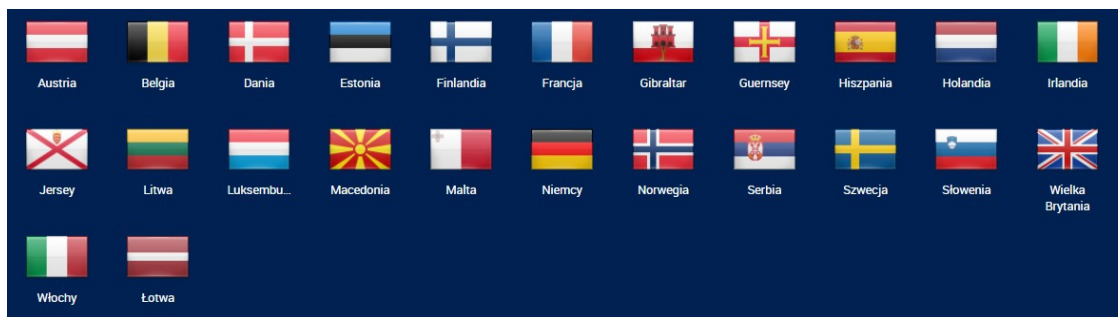 Austria
Belgia
Dania
Estonia
Finlandia
Francja
Gibraltar
Guernsey
Hiszpania
Holandia
Irlandia
Jersey
Litwa
Luksembu...
Macedonia
Malta
Niemcy
Norwegia
Serbia
Szwecja
Słowenia
Wielka
Brytania
Włochy
Łotwa